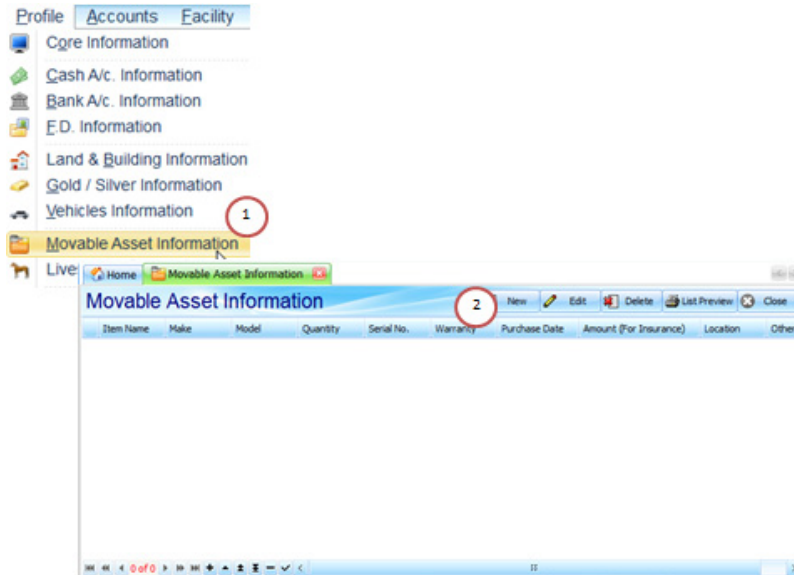 Profile Accounts Facility
Core Information
Cash A/c. Information
Bank A/c. Information
F.D. Information
Land & Building Information
Gold / Silver Information
Vehicles Information
1
Movable Asset Information
Live
Home Movable Asset Information
Movable Asset Information 2 New Edit Delete List Preview Close
Item Name Make Model Quantity Serial No. Warranty Purchase Date Amount (For Insurance) Location Other
0 of 0